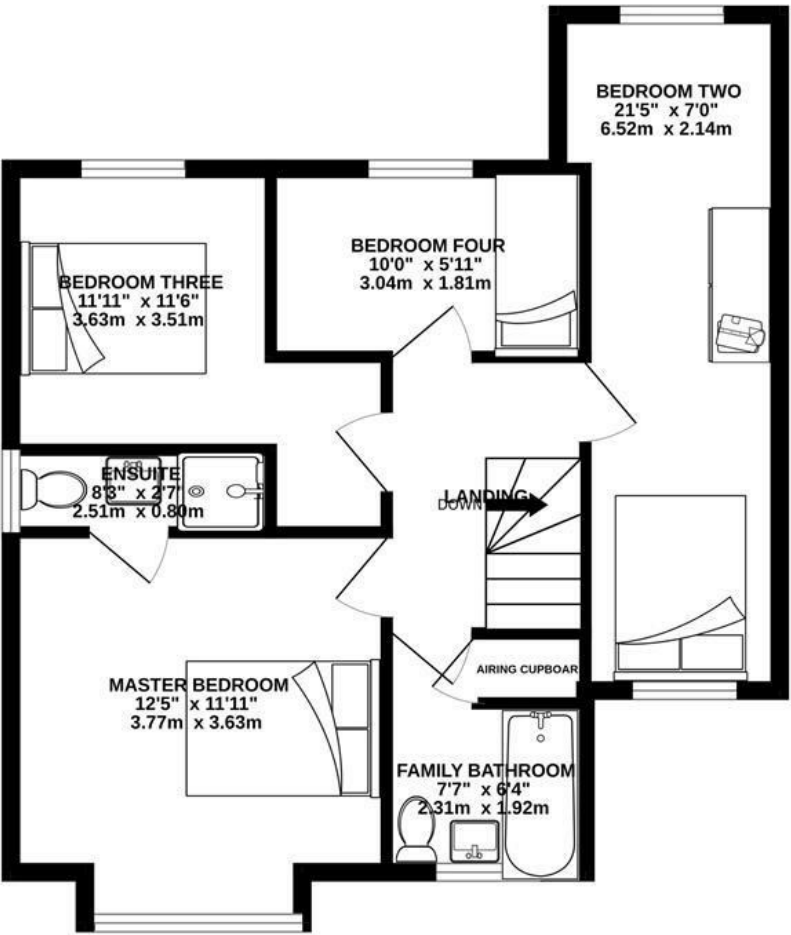 BEDROOM TWO
21'5" x 7'0"
6.52m x 2.14m
BEDROOM FOUR
10'0" x 5'11"
3.04m x 1.81m
BEDROOM THREE
11'11" x 11'6"
3.63m x 3.51m
ENSUITE
8'3" x 2'7"
2.51m x 0.80m
LANDING
DOWN
AIRING CUPBOAR
MASTER BEDROOM
12'5" x 11'11"
3.77m x 3.63m
FAMILY BATHROOM
7'7" x 6'4"
2.31m x 1.92m